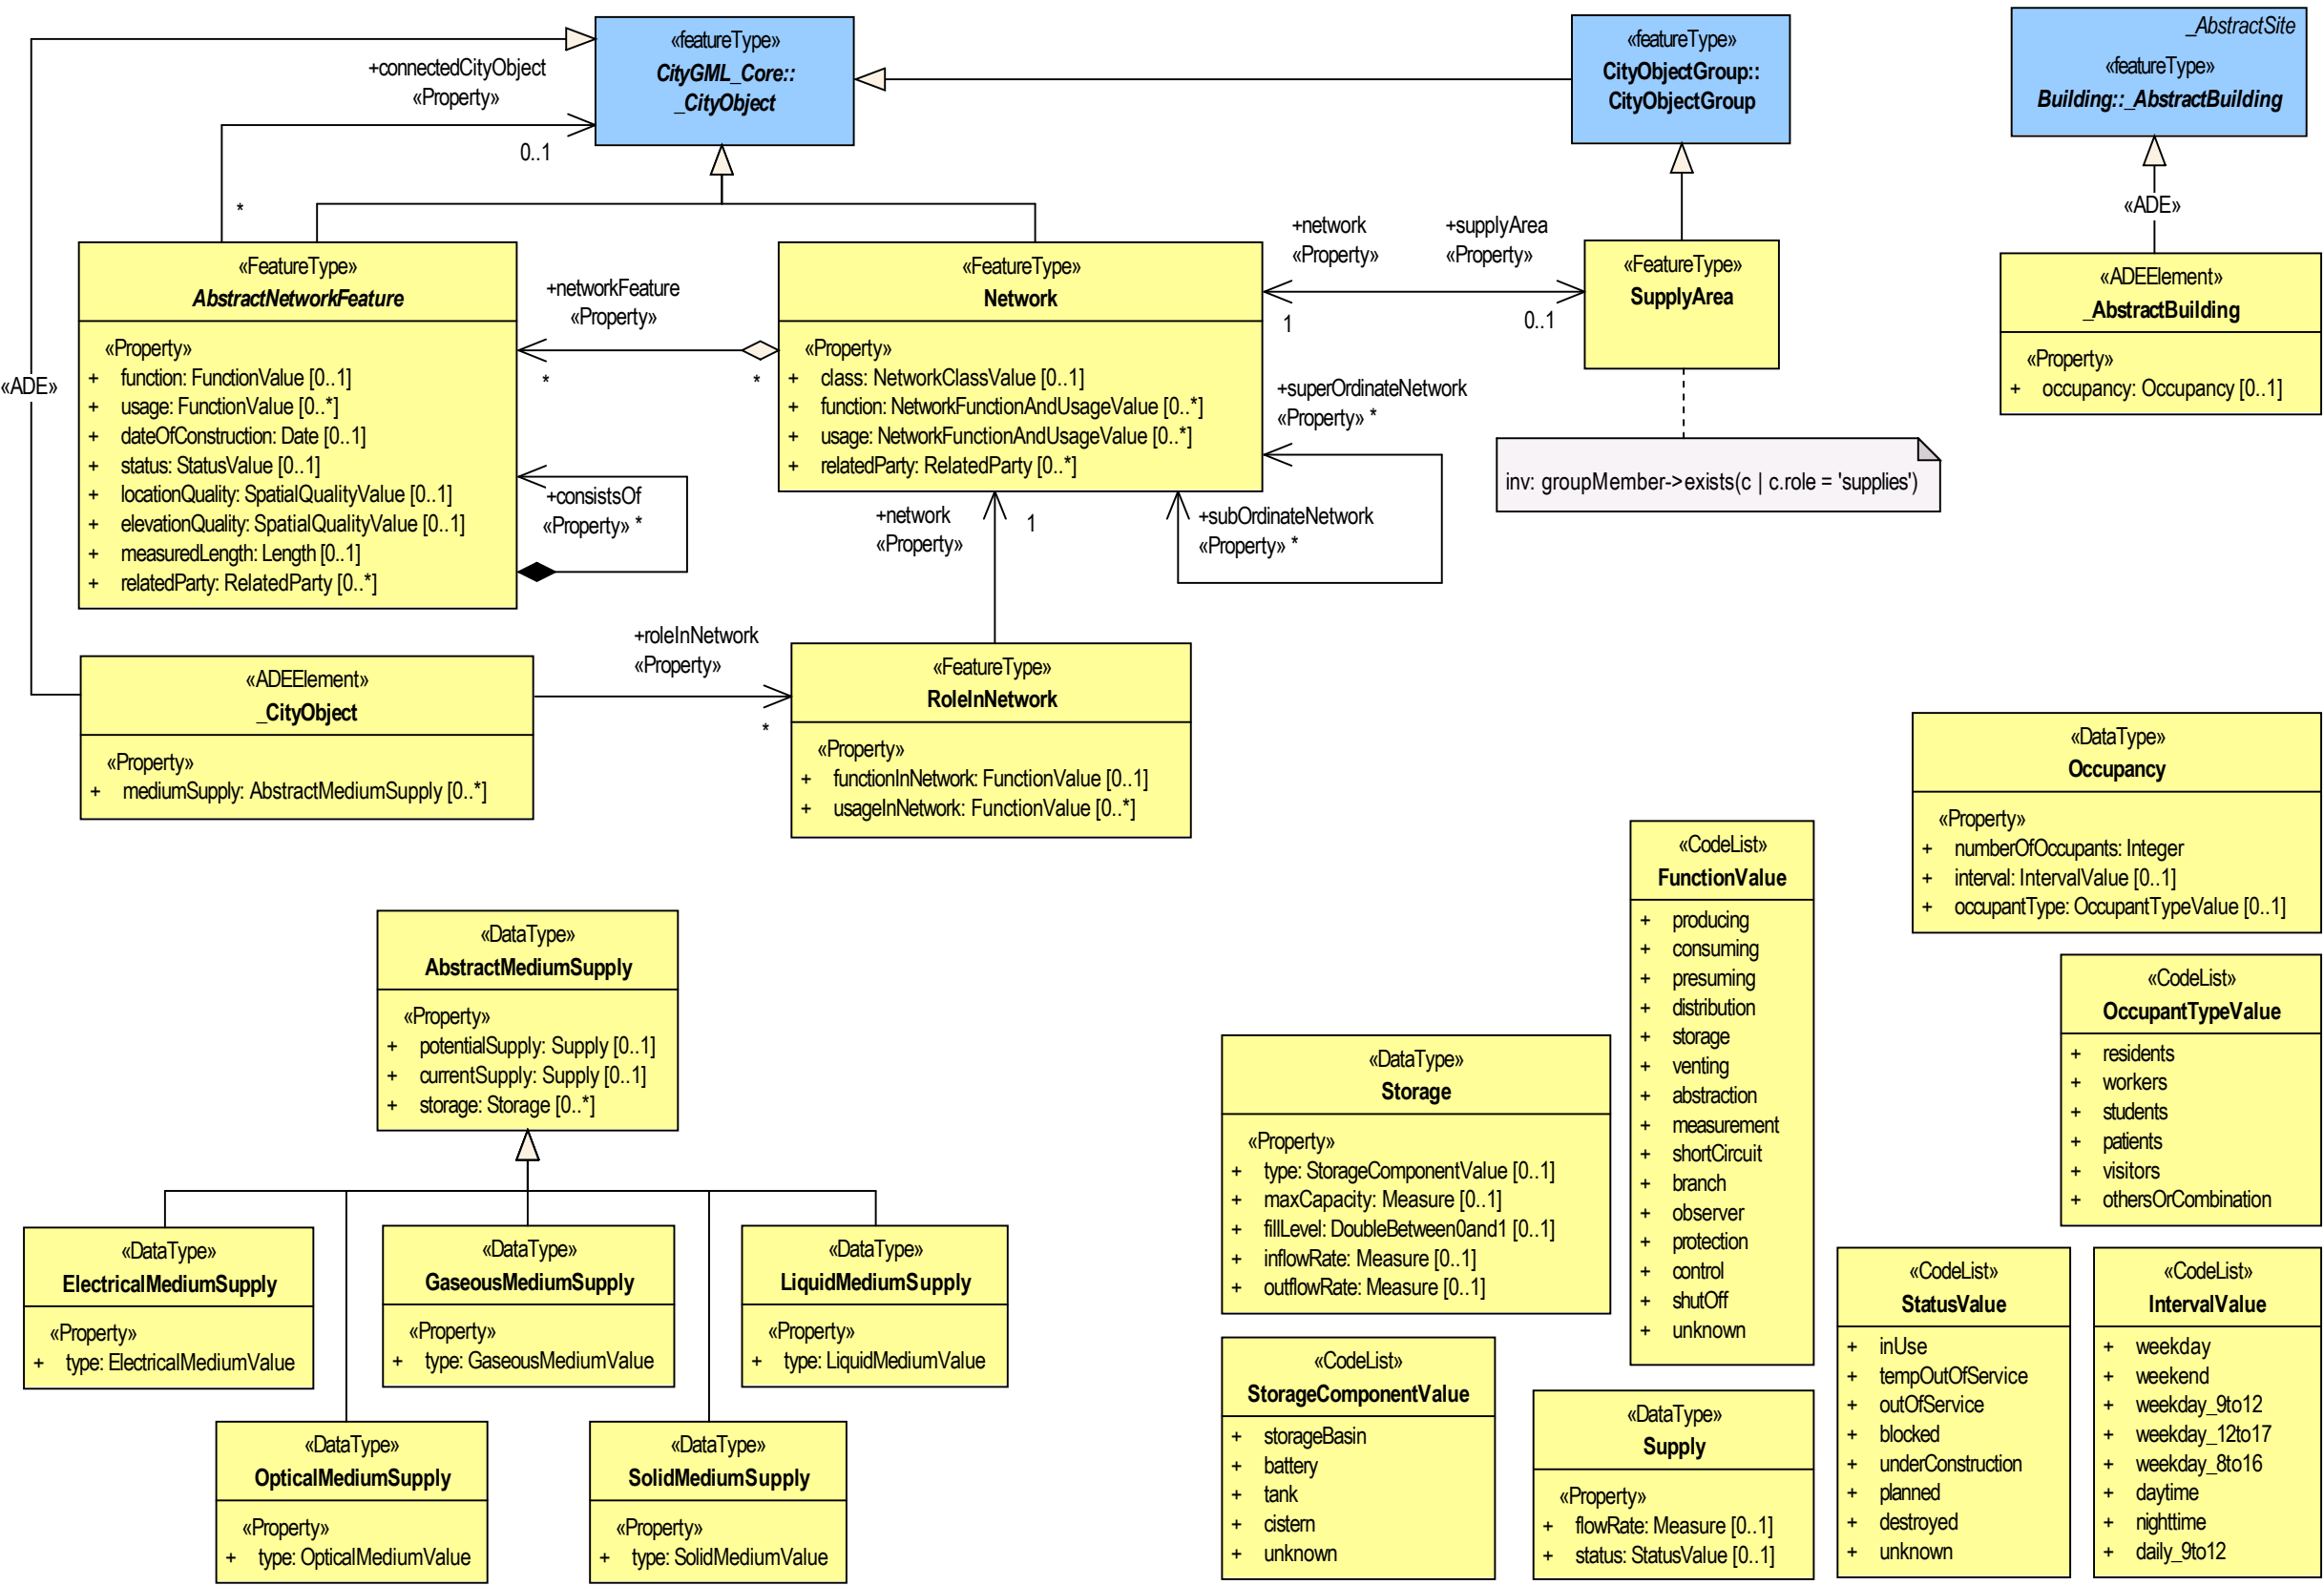 «featureType»
CityGML_Core::
_CityObject
«featureType»
CityObjectGroup::
CityObjectGroup
_AbstractSite
«featureType»
Building::_AbstractBuilding
+connectedCityObject
«Property»
0..1
*
«ADE»
«ADE»
«FeatureType»
AbstractNetworkFeature
«Property»
+ function: FunctionValue [0..1]
+ usage: FunctionValue [0..*]
+ dateOfConstruction: Date [0..1]
+ status: StatusValue [0..1]
+ locationQuality: SpatialQualityValue [0..1]
+ elevationQuality: SpatialQualityValue [0..1]
+ measuredLength: Length [0..1]
+ relatedParty: RelatedParty [0..*]
+networkFeature
«Property»
*
*
+consistsOf
«Property» *
«FeatureType»
Network
«Property»
+ class: NetworkClassValue [0..1]
+ function: NetworkFunctionAndUsageValue [0..*]
+ usage: NetworkFunctionAndUsageValue [0..*]
+ relatedParty: RelatedParty [0..*]
+network
«Property»
1
+supplyArea
«Property»
0..1
«FeatureType»
SupplyArea
+superOrdinateNetwork
«Property» *
+subOrdinateNetwork
«Property» *
inv: groupMember->exists(c | c.role = 'supplies')
«ADEElement»
_AbstractBuilding
«Property»
+ occupancy: Occupancy [0..1]
+network
«Property»
1
«ADEElement»
_CityObject
«Property»
+ mediumSupply: AbstractMediumSupply [0..*]
+roleInNetwork
«Property»
*
«FeatureType»
RoleInNetwork
«Property»
+ functionInNetwork: FunctionValue [0..1]
+ usageInNetwork: FunctionValue [0..*]
«DataType»
Occupancy
«Property»
+ numberOfOccupants: Integer
+ interval: IntervalValue [0..1]
+ occupantType: OccupantTypeValue [0..1]
«CodeList»
FunctionValue
+ producing
+ consuming
+ presuming
+ distribution
+ storage
+ venting
+ abstraction
+ measurement
+ shortCircuit
+ branch
+ observer
+ protection
+ control
+ shutOff
+ unknown
«DataType»
AbstractMediumSupply
«Property»
+ potentialSupply: Supply [0..1]
+ currentSupply: Supply [0..1]
+ storage: Storage [0..*]
«CodeList»
OccupantTypeValue
+ residents
+ workers
+ students
+ patients
+ visitors
+ othersOrCombination
«DataType»
Storage
«Property»
+ type: StorageComponentValue [0..1]
+ maxCapacity: Measure [0..1]
+ fillLevel: DoubleBetween0and1 [0..1]
+ inflowRate: Measure [0..1]
+ outflowRate: Measure [0..1]
«DataType»
ElectricalMediumSupply
«Property»
+ type: ElectricalMediumValue
«DataType»
GaseousMediumSupply
«Property»
+ type: GaseousMediumValue
«DataType»
LiquidMediumSupply
«Property»
+ type: LiquidMediumValue
«DataType»
OpticalMediumSupply
«Property»
+ type: OpticalMediumValue
«DataType»
SolidMediumSupply
«Property»
+ type: SolidMediumValue
«CodeList»
StorageComponentValue
+ storageBasin
+ battery
+ tank
+ cistern
+ unknown
«DataType»
Supply
«Property»
+ flowRate: Measure [0..1]
+ status: StatusValue [0..1]
«CodeList»
StatusValue
+ inUse
+ tempOutOfService
+ outOfService
+ blocked
+ underConstruction
+ planned
+ destroyed
+ unknown
«CodeList»
IntervalValue
+ weekday
+ weekend
+ weekday_9to12
+ weekday_12to17
+ weekday_8to16
+ daytime
+ nighttime
+ daily_9to12